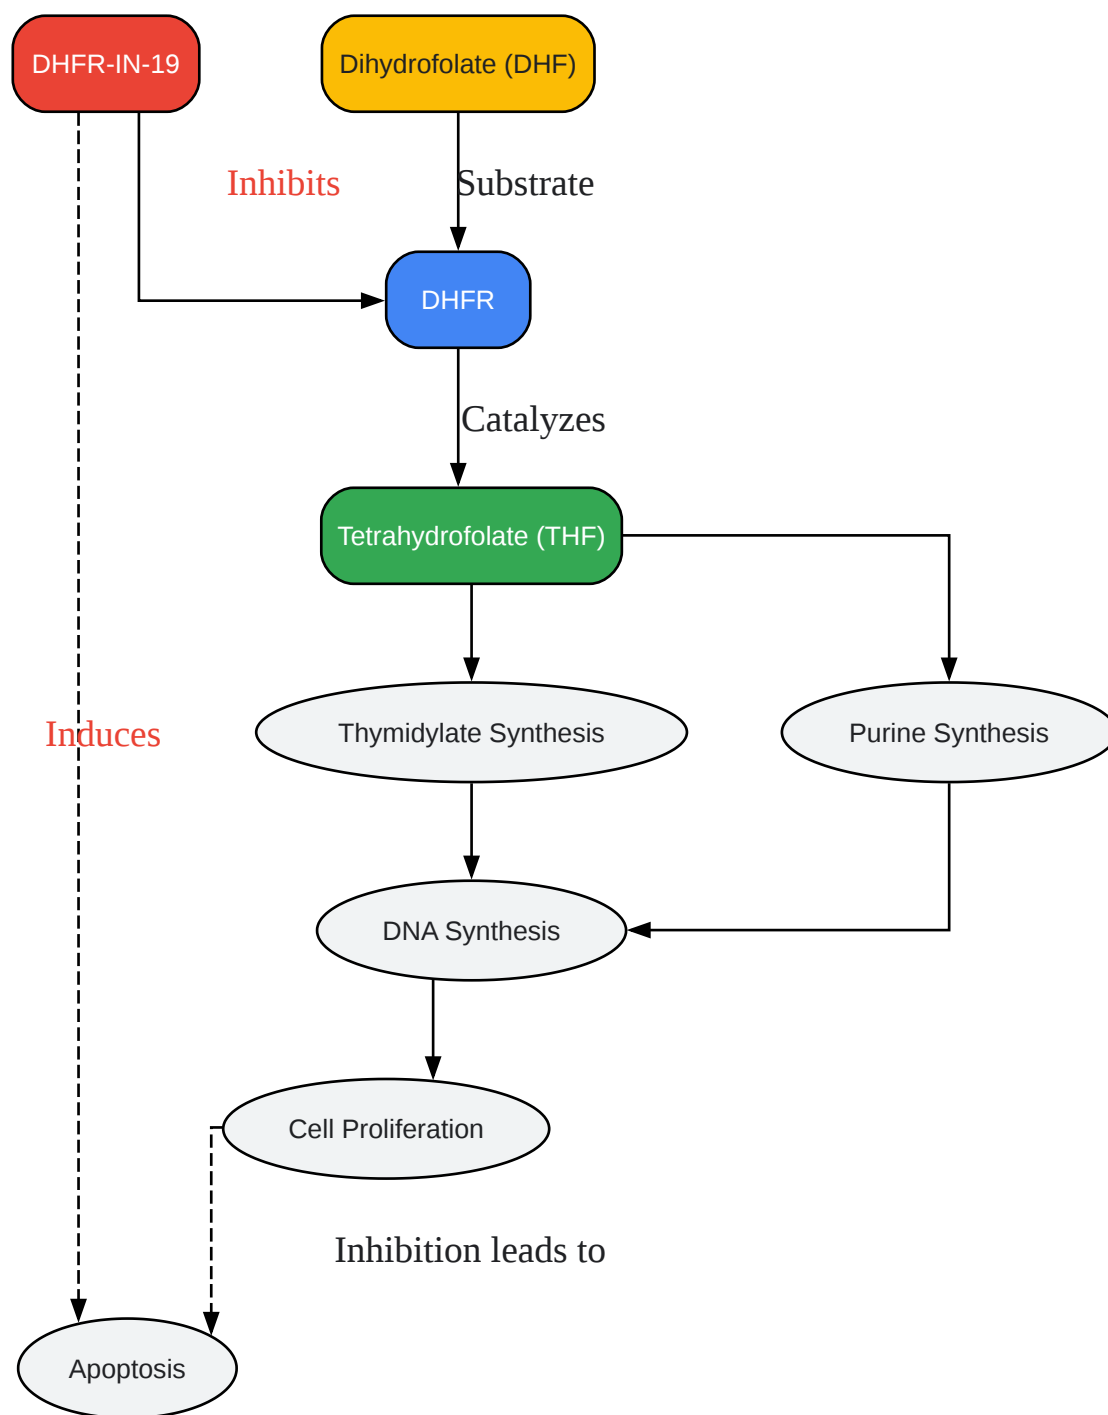 DHFR-IN-19
Dihydrofolate (DHF)
Inhibits
Substrate
DHFR
Catalyzes
Tetrahydrofolate (THF)
Induces
Thymidylate Synthesis
Purine Synthesis
DNA Synthesis
Cell Proliferation
Inhibition leads to
Apoptosis